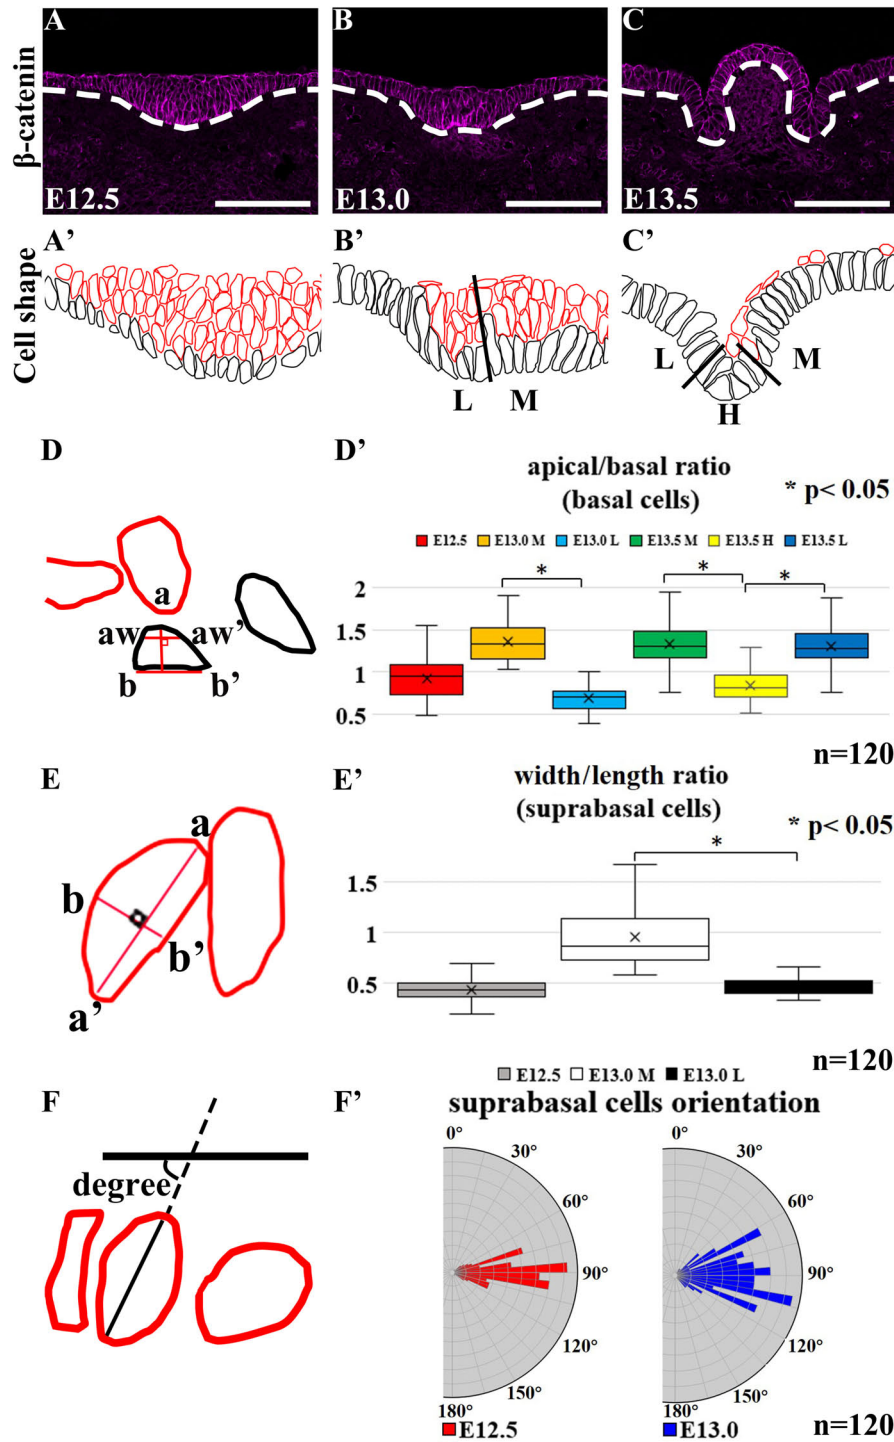 A B C
β-catenin
E12.5 E13.0 E13.5
A' B' C'
Cell shape
L M L M
H
D D'
apical/basal ratio
(basal cells)
* p< 0.05
E12.5 E13.0 M E13.0 L E13.5 M E13.5 H E13.5 L
2
1.5
1
0.5
* * *
a
aw aw'
b b'
n=120
E E'
width/length ratio
(suprabasal cells)
* p< 0.05
*
1.5
1
0.5
a
b
b'
a'
n=120
E12.5 E13.0 M E13.0 L
F F'
suprabasal cells orientation
degree
0°
30°
60°
90°
120°
150°
180°
E12.5
0°
30°
60°
90°
120°
150°
180°
E13.0
n=120